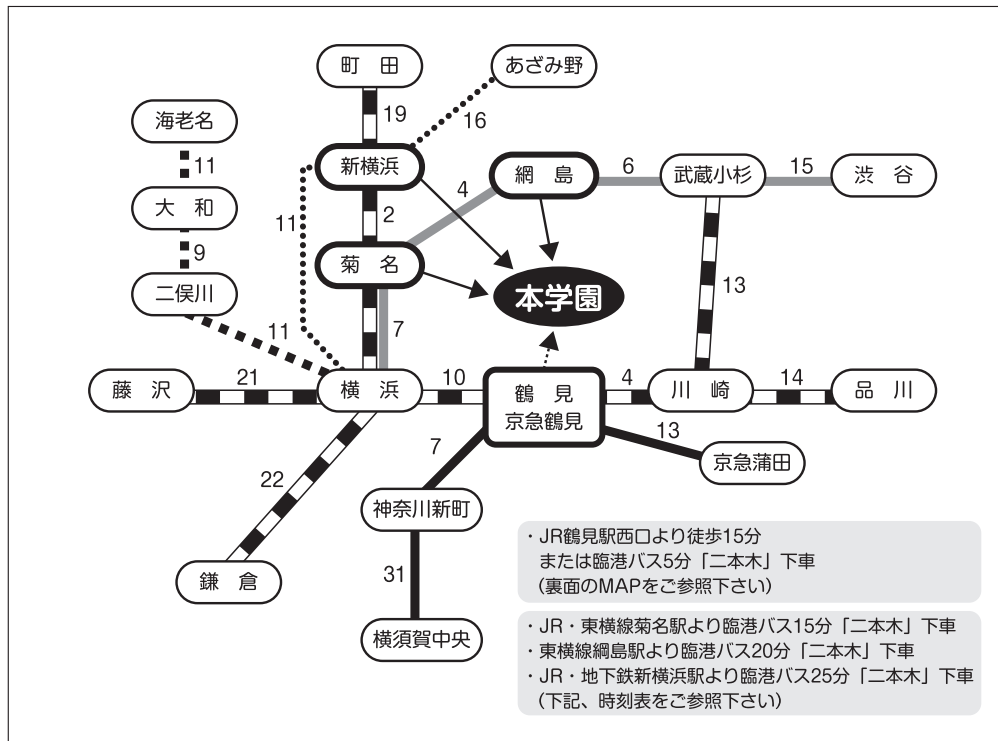 町 田
あざみ野
19
16
海老名
新横浜
網 島
6
武蔵小杉
15
渋 谷
11
4
大 和
11
2
9
菊 名
本学園
13
二俣川
7
11
藤 沢
21
横 浜
10
鶴 見
京急鶴見
4
川 崎
14
品 川
7
13
京急蒲田
22
神奈川新町
31
鎌 倉
横須賀中央
・JR鶴見駅西口より徒歩15分
または臨港バス5分「二本木」下車
(裏面のMAPをご参照下さい)
・JR・東横線菊名駅より臨港バス15分「二本木」下車
・東横線綱島駅より臨港バス20分「二本木」下車
・JR・地下鉄新横浜駅より臨港バス25分「二本木」下車
(下記、時刻表をご参照下さい)